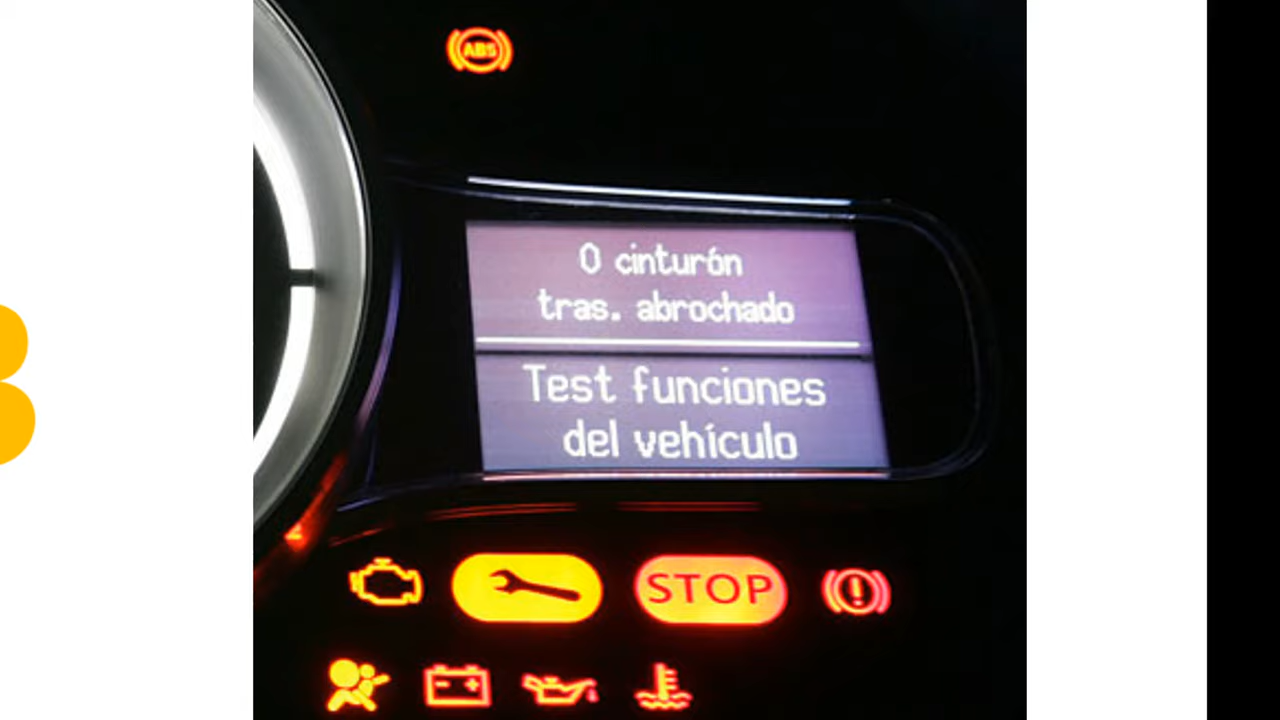 ABS
0 cinturón
tras. abrochado
Test funciones
del vehículo
STOP